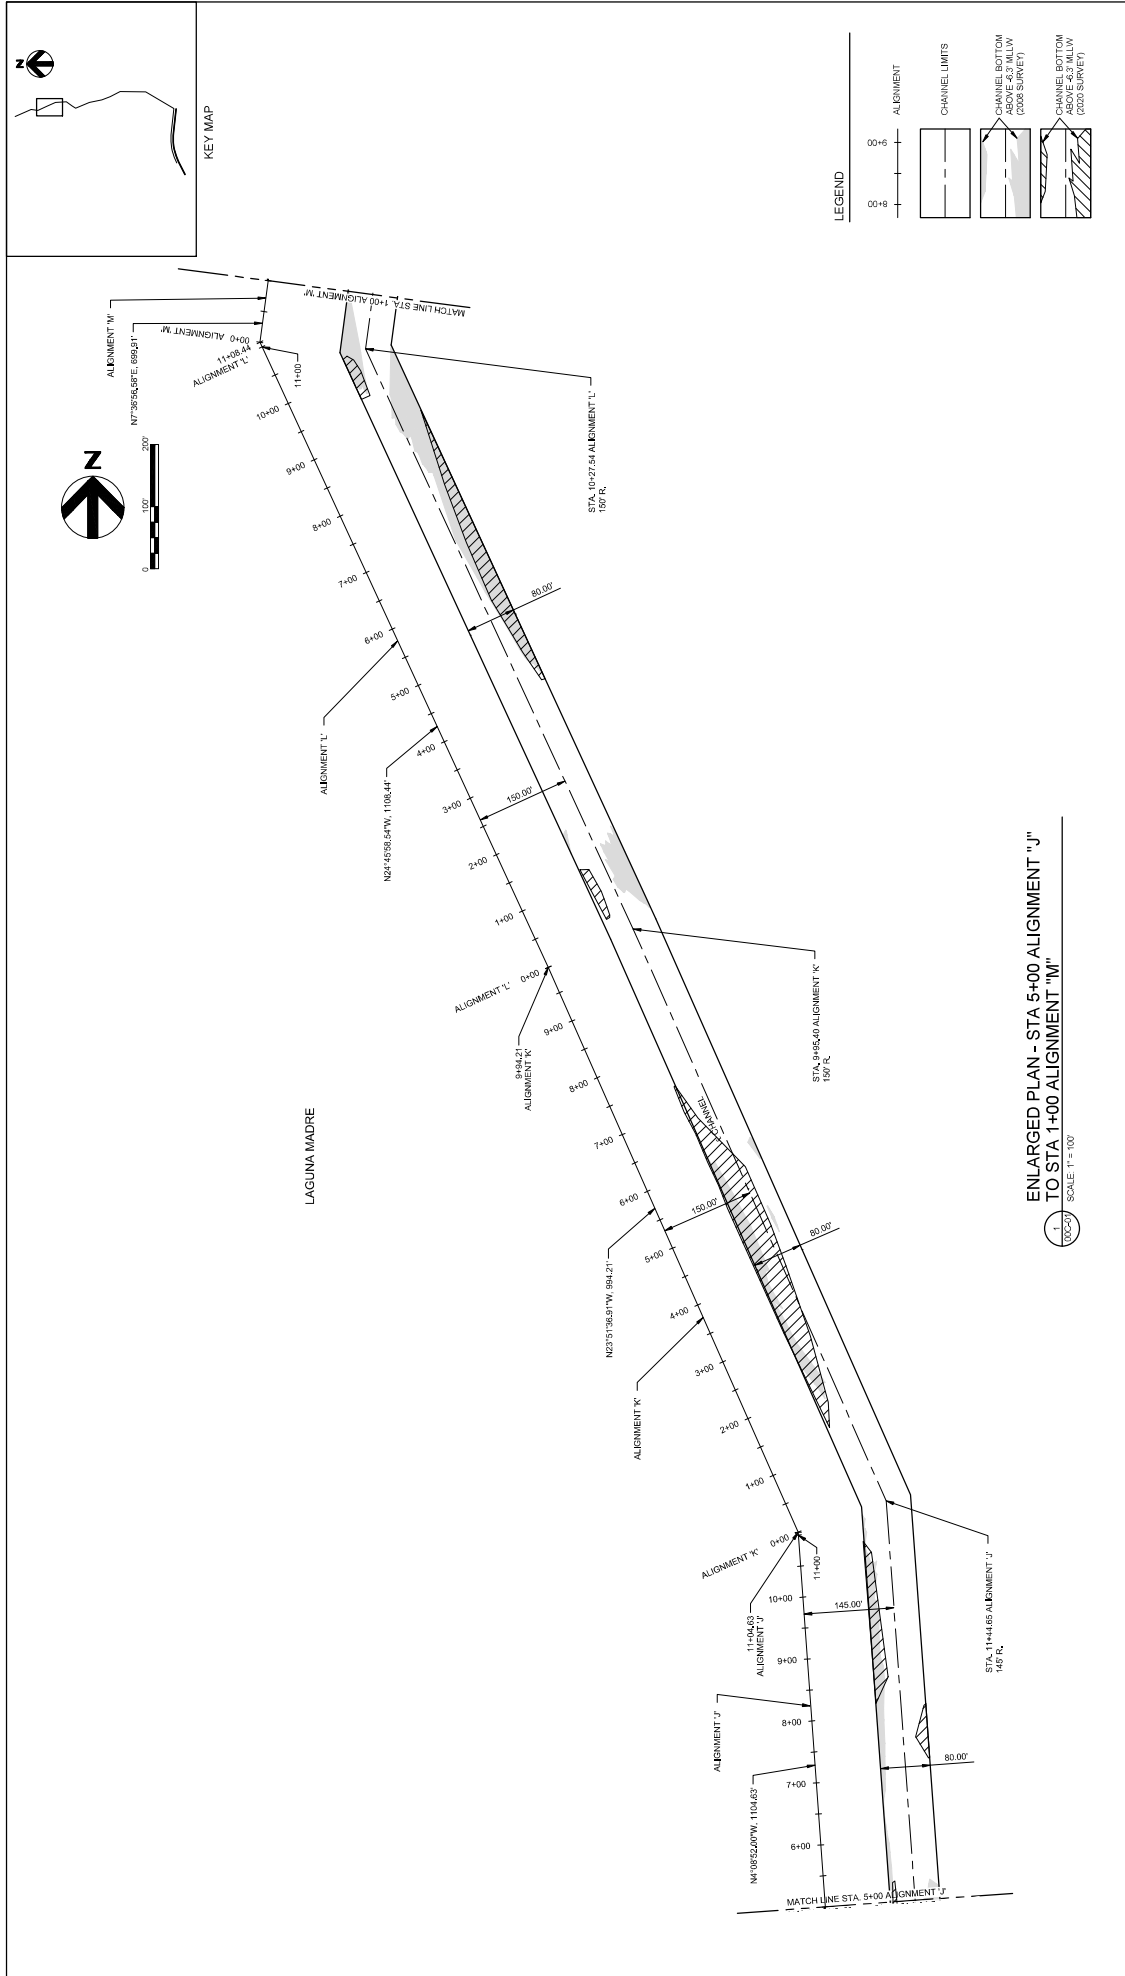 N
KEY MAP
LEGEND
9+00
8+00
ALIGNMENT
CHANNEL LIMITS
CHANNEL BOTTOM
ABOVE -6.3' MLLW
(2008 SURVEY)
CHANNEL BOTTOM
ABOVE -6.3' MLLW
(2020 SURVEY)
N
0
100'
200'
LAGUNA MADRE
MATCH LINE STA. 1+00 ALIGNMENT 'M'
ALIGNMENT 'M'
N7°36'56.58"E, 699.91'
ALIGNMENT 'M'
0+00
11+08.44
ALIGNMENT 'L'
11+00
10+00
9+00
8+00
7+00
6+00
5+00
4+00
3+00
2+00
1+00
0+00
ALIGNMENT 'L'
ALIGNMENT 'L'
N24°45'58.54"W, 1108.44'
STA. 10+27.54 ALIGNMENT 'L'
150' R.
80.00'
150.00'
9+94.21
ALIGNMENT 'K'
9+00
8+00
7+00
6+00
5+00
4+00
3+00
2+00
1+00
0+00
ALIGNMENT 'K'
N23°51'36.91"W, 994.21'
ALIGNMENT 'K'
STA. 9+95.40 ALIGNMENT 'K'
150' R.
CHANNEL
150.00'
80.00'
11+04.63
ALIGNMENT 'J'
11+00
10+00
9+00
8+00
7+00
6+00
145.00'
ALIGNMENT 'J'
N4°08'52.00"W, 1104.63'
STA. 11+44.65 ALIGNMENT 'J'
145' R.
80.00'
MATCH LINE STA. 5+00 ALIGNMENT 'J'
ENLARGED PLAN - STA 5+00 ALIGNMENT "J"
TO STA 1+00 ALIGNMENT "M"
1
SCALE: 1" = 100'